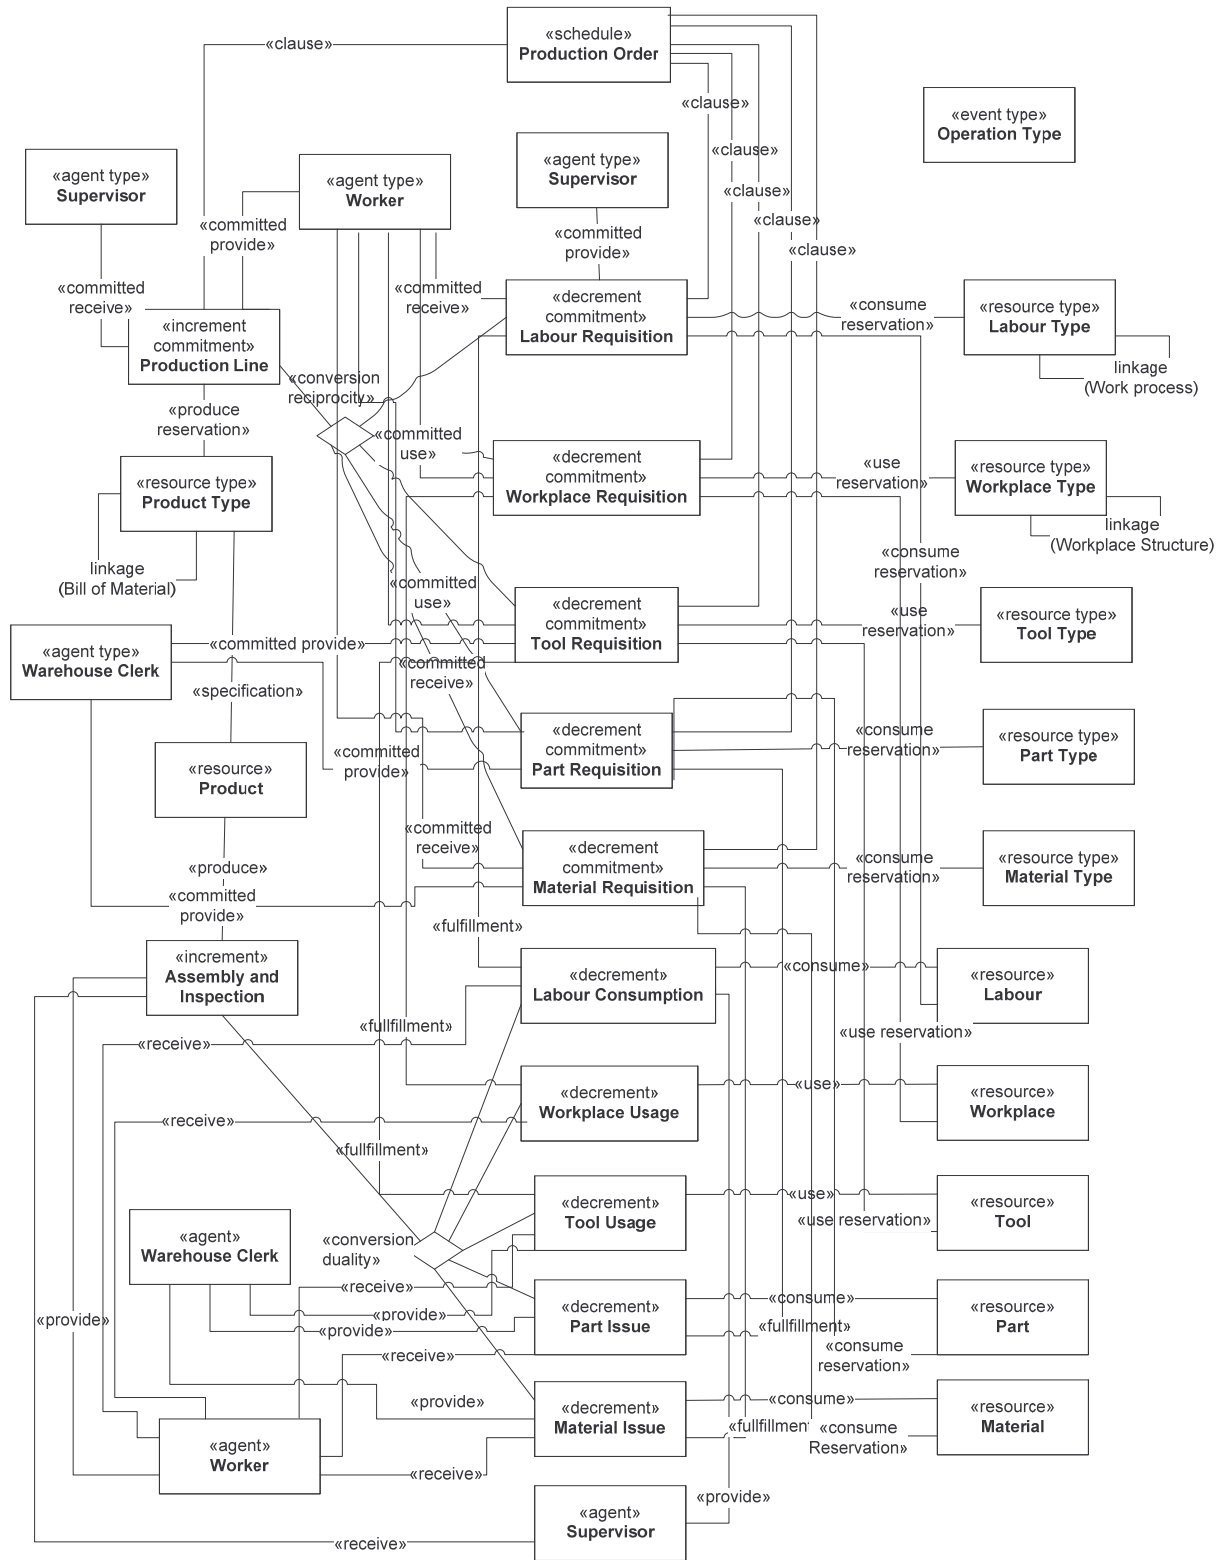 «schedule»
Production Order
«clause»
«clause»
«clause»
«clause»
«clause»
«clause»
«event type»
Operation Type
«agent type»
Supervisor
«agent type»
Worker
«agent type»
Supervisor
«committed
provide»
«committed
provide»
«committed
receive»
«committed
receive»
«increment
commitment»
Production Line
«decrement
commitment»
Labour Requisition
«consume
reservation»
«resource type»
Labour Type
linkage
(Work process)
«conversion
reciprocity»
«produce
reservation»
«committed
use»
«resource type»
Product Type
«decrement
commitment»
Workplace Requisition
«use
reservation»
«resource type»
Workplace Type
linkage
(Workplace Structure)
linkage
(Bill of Material)
«consume
reservation»
«committed
use»
«decrement
commitment»
Tool Requisition
«use
reservation»
«resource type»
Tool Type
«agent type»
Warehouse Clerk
«committed provide»
«committed
receive»
«specification»
«decrement
commitment»
Part Requisition
«consume
reservation»
«resource type»
Part Type
«committed
provide»
«resource»
Product
«committed
receive»
«decrement
commitment»
Material Requisition
«consume
reservation»
«resource type»
Material Type
«produce»
«committed
provide»
«fulfillment»
«increment»
Assembly and
Inspection
«decrement»
Labour Consumption
«consume»
«resource»
Labour
«fullfillment»
«use reservation»
«receive»
«decrement»
Workplace Usage
«use»
«resource»
Workplace
«receive»
«fullfillment»
«decrement»
Tool Usage
«use»
«resource»
Tool
«use reservation»
«agent»
Warehouse Clerk
«conversion
duality»
«receive»
«provide»
«provide»
«provide»
«decrement»
Part Issue
«consume»
«fullfillment»
«resource»
Part
«receive»
«consume
reservation»
«provide»
«decrement»
Material Issue
«consume»
«fullfillment
«consume
Reservation»
«resource»
Material
«agent»
Worker
«receive»
«provide»
«agent»
Supervisor
«receive»